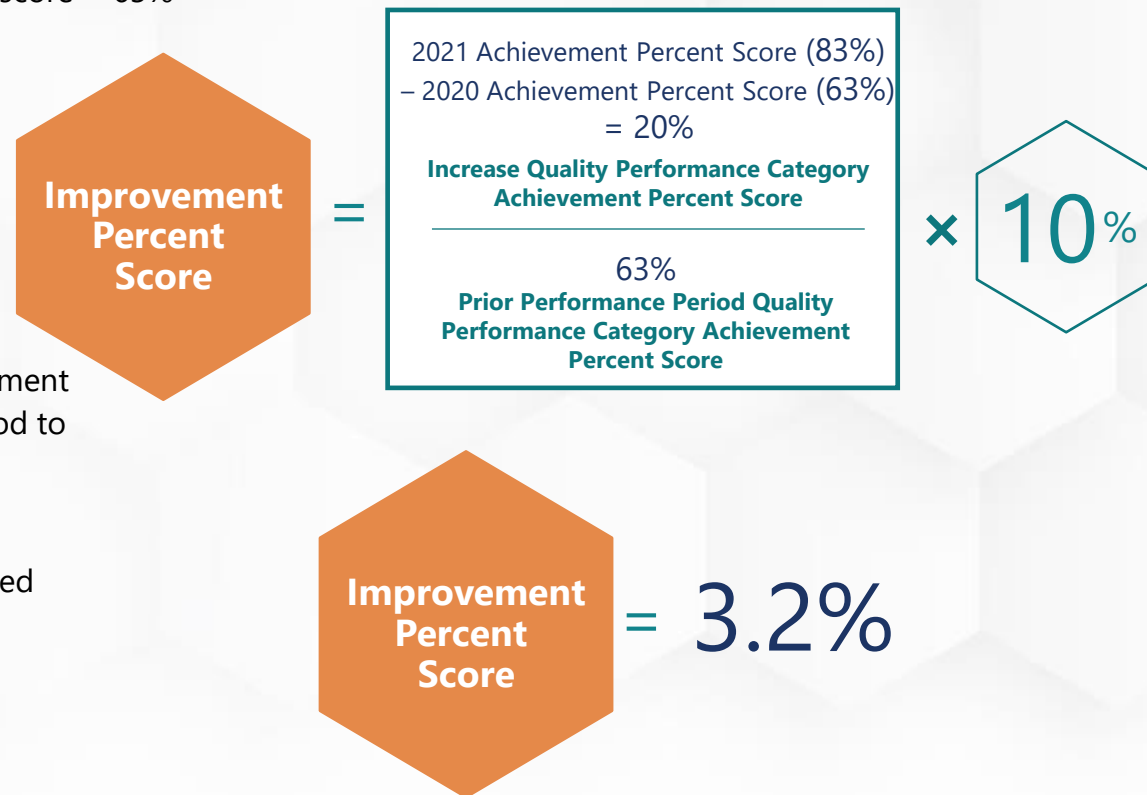 score = 63%
2021 Achievement Percent Score (83%)
– 2020 Achievement Percent Score (63%)
= 20%
Increase Quality Performance Category
Achievement Percent Score
63%
Prior Performance Period Quality
Performance Category Achievement
Percent Score
Improvement
Percent
Score
=
× 10%
ment
od to
ed
Improvement
Percent
Score
= 3.2%